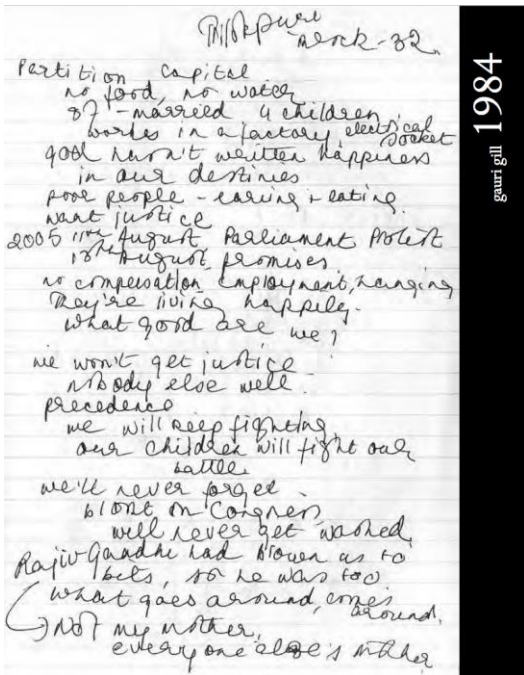 Trilokpuri
Block-32
Partition Capital
no food, no water
87 - married 4 children
works in a factory, electrical
socket
god hasn't written happiness
in our destinies
poor people - earing + eating.
want justice
2005 11th August Parliament Protest
August promises.
no compensation employment, hanging
They're living happily.
what good are we?
we won't get justice
nobody else well.
precedence
we will keep fighting
our children will fight our
battle
we'll never forget.
on Congress
will never get washed.
Rajiv Gandhi had blown us to
bits, so he was too
what goes around, comes
around.
Not my mother,
everyone else's mother
gauri gill 1984